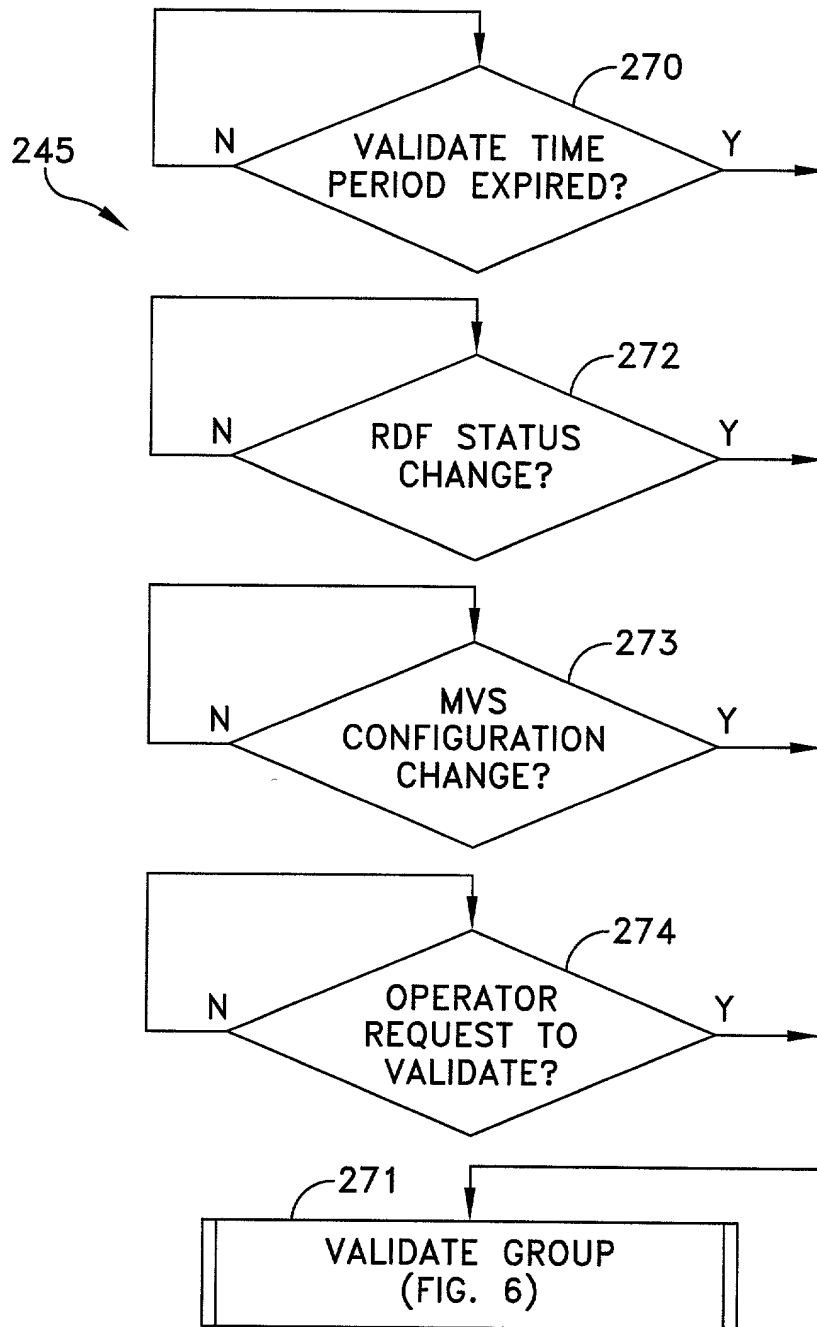 270
245
N
VALIDATE TIME
PERIOD EXPIRED?
Y
272
N
RDF STATUS
CHANGE?
Y
273
N
MVS
CONFIGURATION
CHANGE?
Y
274
N
OPERATOR
REQUEST TO
VALIDATE?
Y
271
VALIDATE GROUP
(FIG. 6)